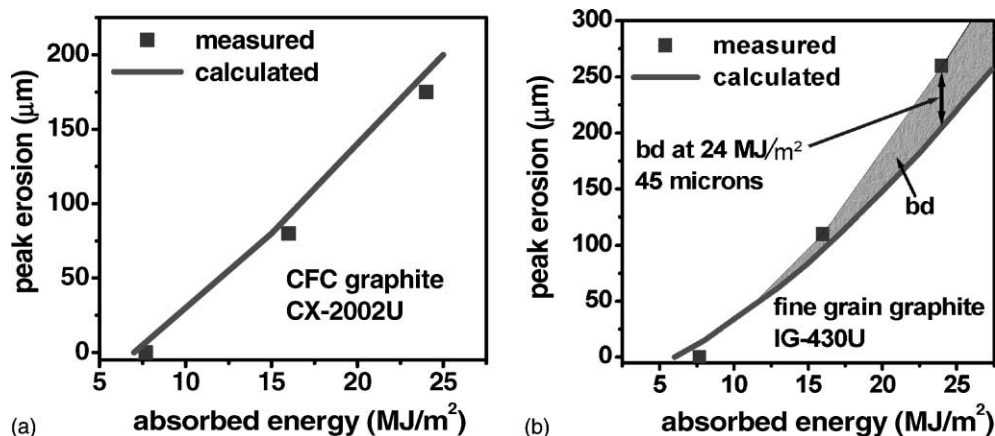 measured
calculated
200
150
100
50
0
peak erosion (μm)
CFC graphite
CX-2002U
5
10
15
20
25
absorbed energy (MJ/m²)
(a)
measured
calculated
300
250
200
150
100
50
0
peak erosion (μm)
bd at 24 MJ/m²
45 microns
bd
fine grain graphite
IG-430U
5
10
15
20
25
absorbed energy (MJ/m²)
(b)